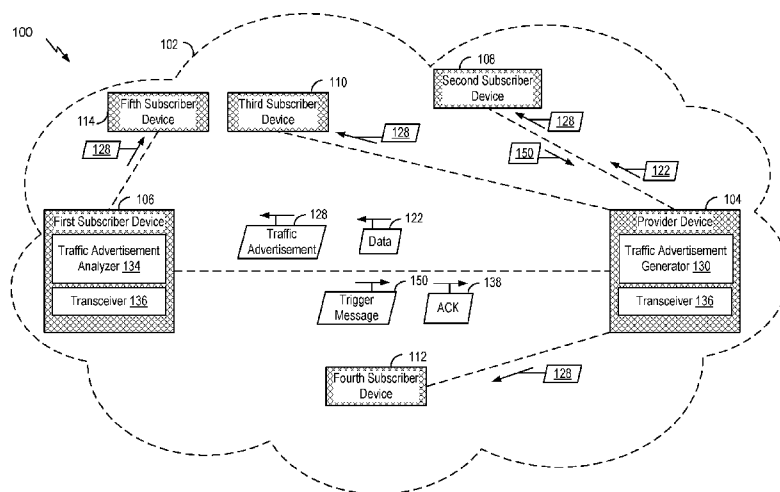 100
102
108
110
Second Subscriber
Device
Fifth Subscriber
Device
114
Third Subscriber
Device
128
128
128
150
122
106
104
First Subscriber Device
Traffic Advertisement
Analyzer 134
Transceiver 136
128
Traffic
Advertisement
122
Data
Provider Device
Traffic Advertisement
Generator 130
Transceiver 136
150
Trigger
Message
138
ACK
112
Fourth Subscriber
Device
128